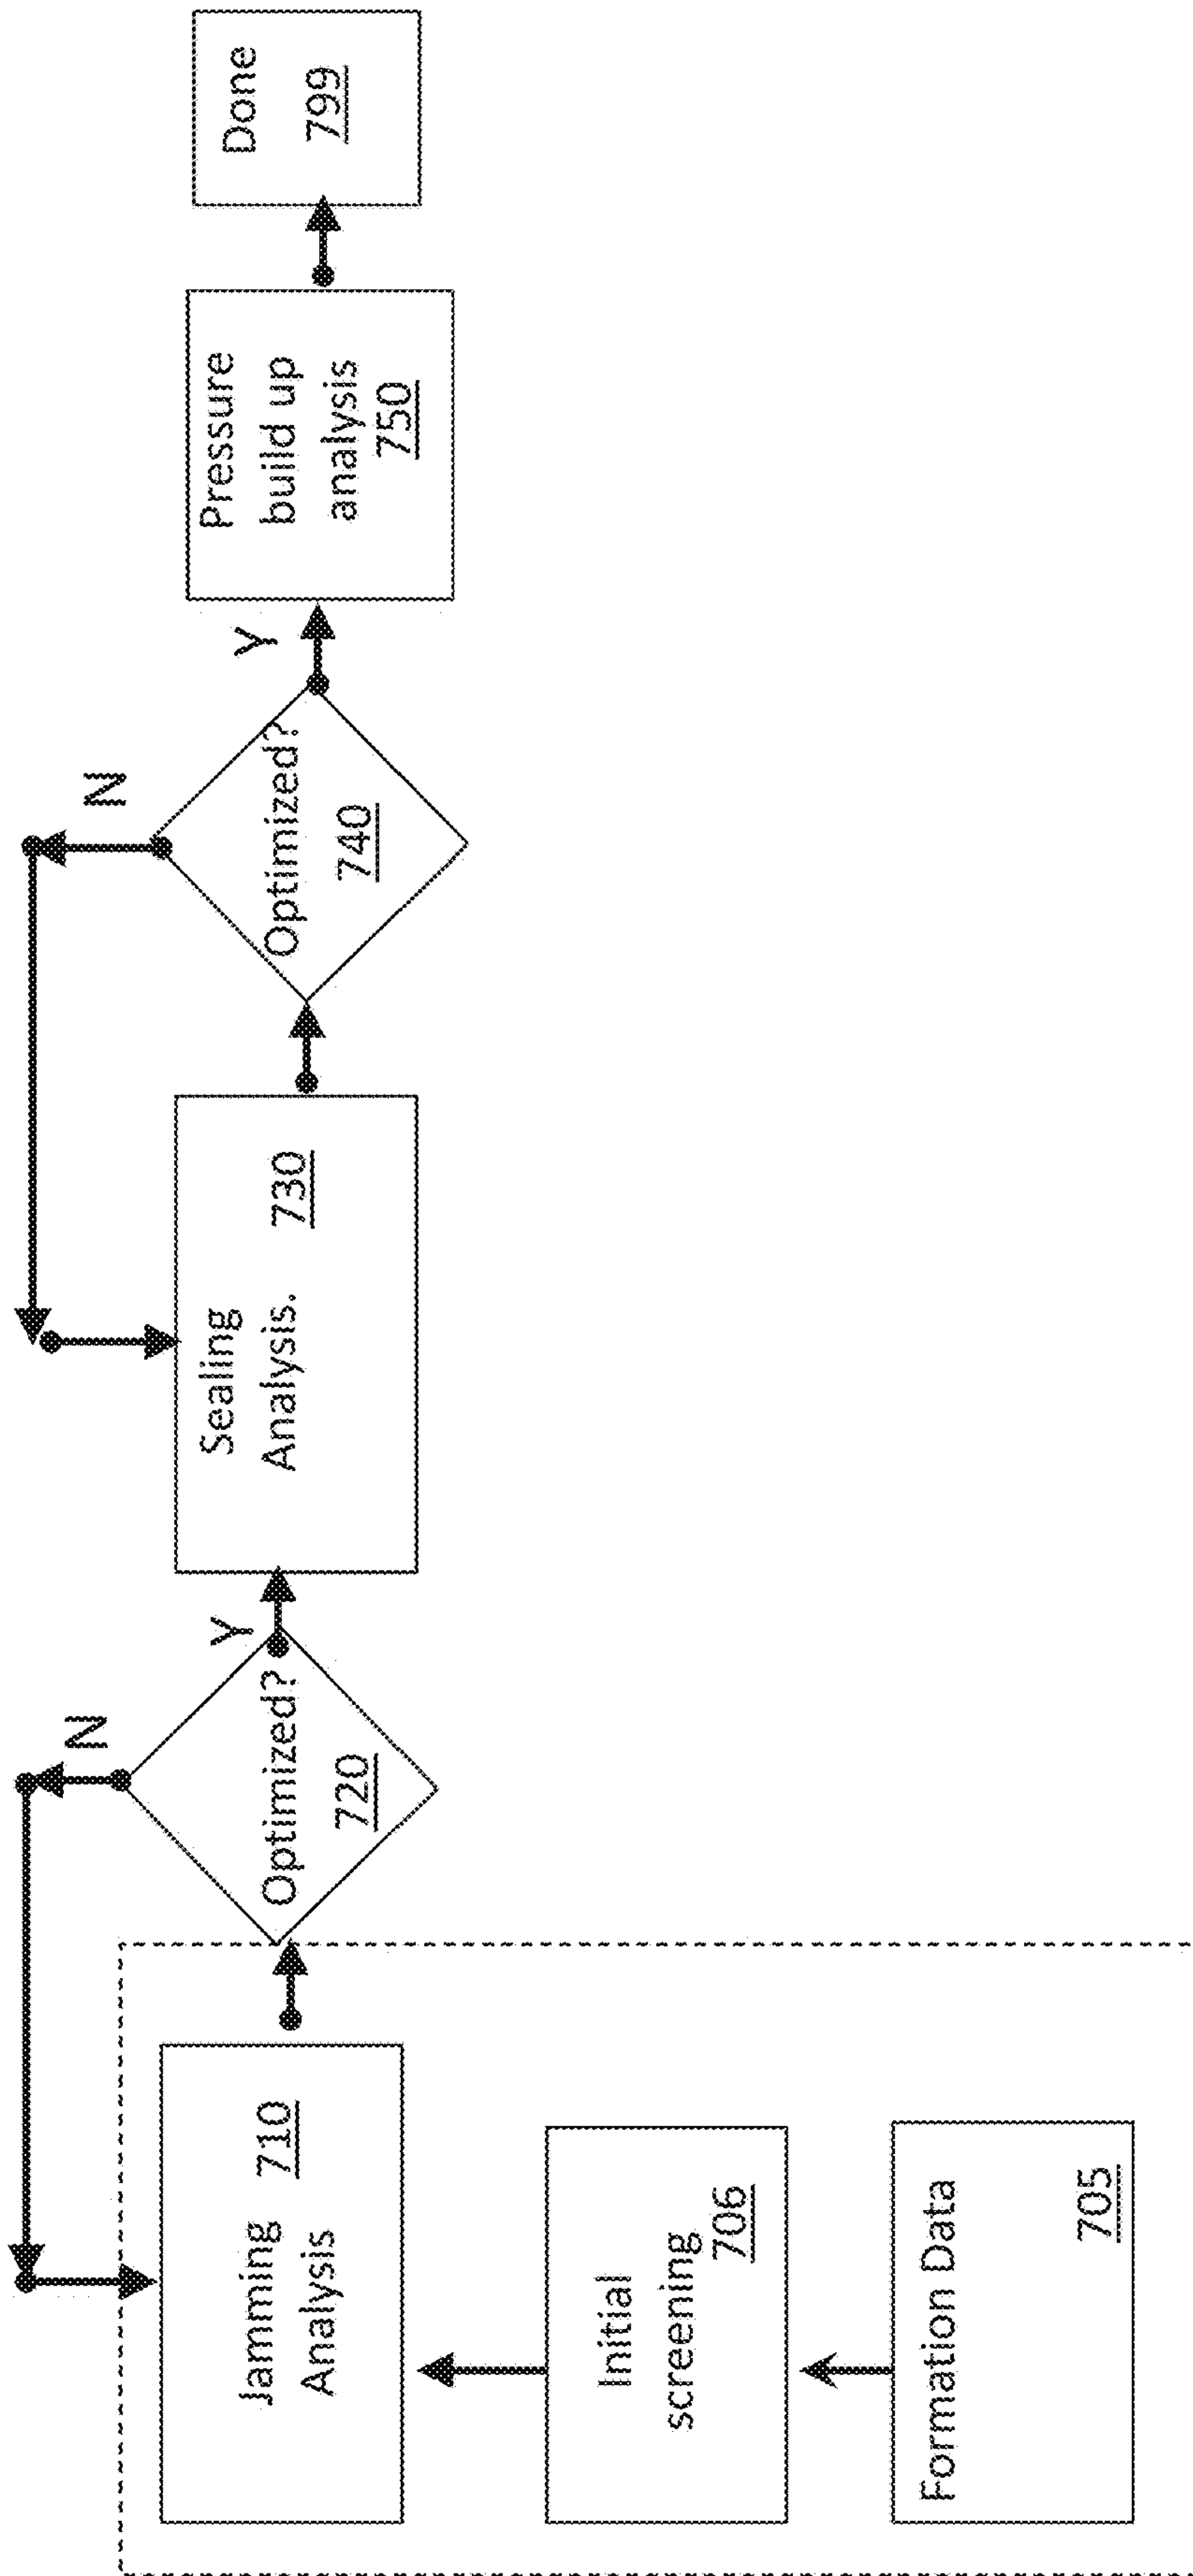 Formation Data
705
Initial
screening
706
Jamming
Analysis
710
N
Optimized?
720
Y
Sealing
Analysis.
730
N
Optimized?
740
Y
Pressure
build up
analysis
750
Done
799